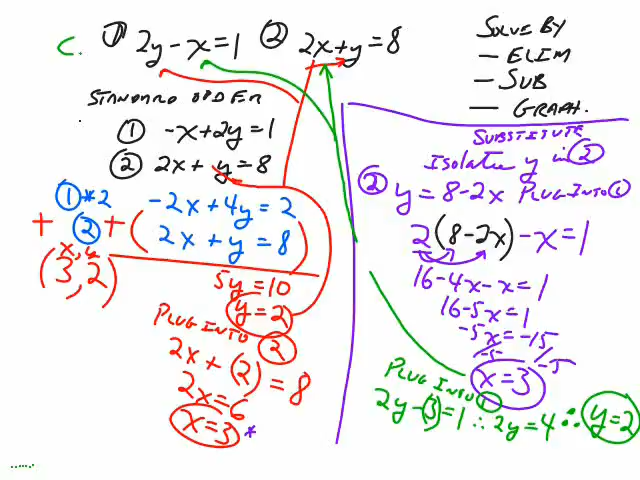 C. ① 2y-x=1 ② 2x+y=8
SOLVE BY
- ELIM
- SUB
- GRAPH.
STANDARD ORDER
① -x+2y=1
② 2x+y=8
①*2 -2x+4y=2
+ ② + (2x+y=8)
5y=10
y=2
x,y
(3,2)
PLUG INTO ②
2x+(2)=8
2x=6
x=3 *
SUBSTITUTE
Isolate y in ②
② y=8-2x PLUG INTO ①
2(8-2x)-x=1
16-4x-x=1
16-5x=1
-5x=-15
-5 -5
x=3
PLUG INTO ①
2y-(3)=1 ∴ 2y=4 ∴ y=2